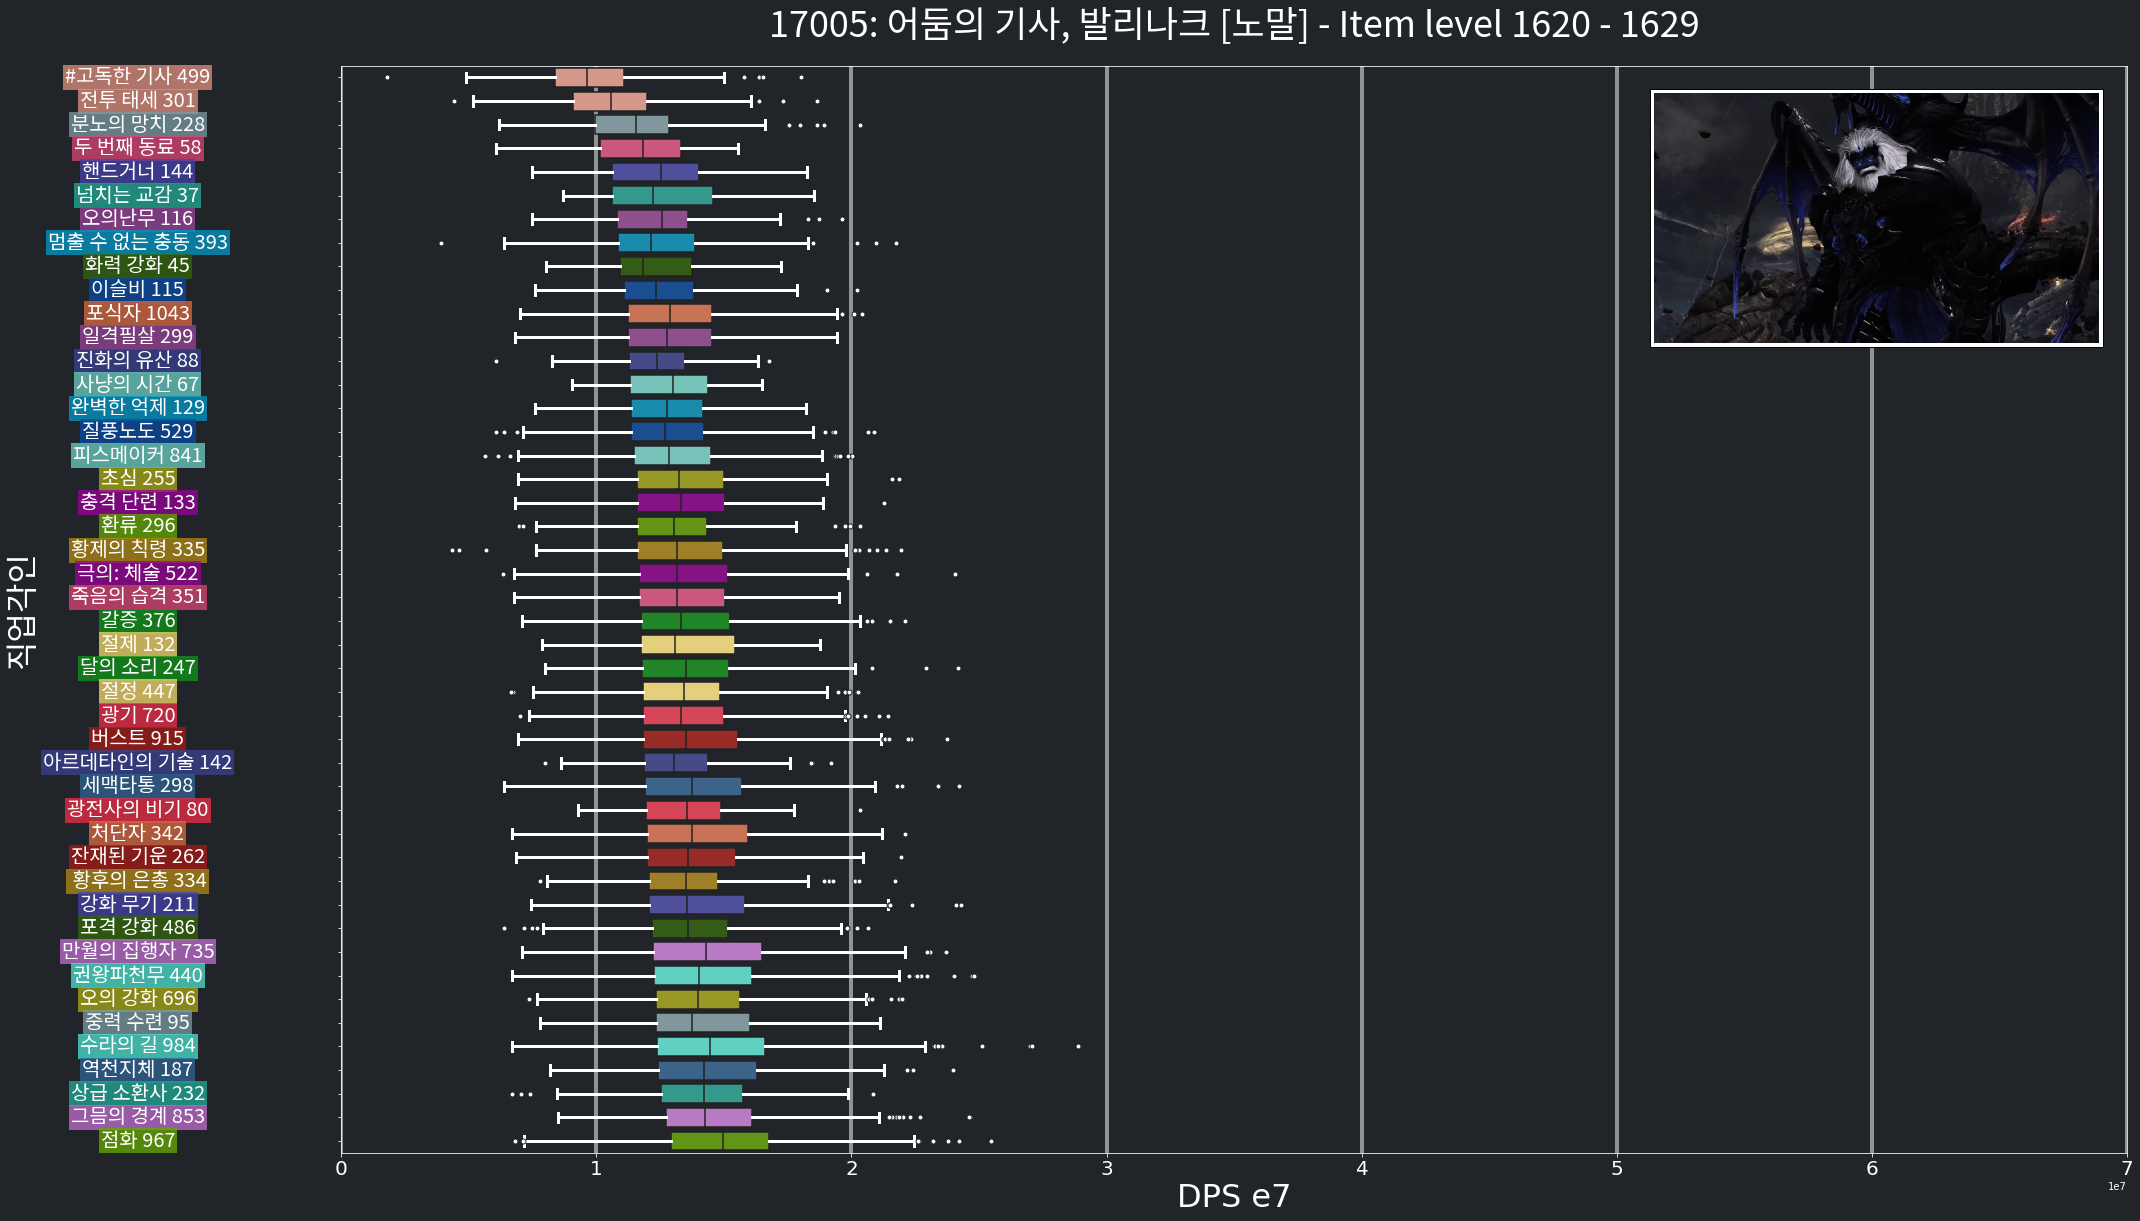 17005: 어둠의 기사, 발리나크 [노말] - Item level 1620 - 1629
직업각인
#고독한 기사 499
전투 태세 301
분노의 망치 228
두 번째 동료 58
핸드거너 144
넘치는 교감 37
오의난무 116
멈출 수 없는 충동 393
화력 강화 45
이슬비 115
포식자 1043
일격필살 299
진화의 유산 88
사냥의 시간 67
완벽한 억제 129
질풍노도 529
피스메이커 841
초심 255
충격 단련 133
환류 296
황제의 칙령 335
극의: 체술 522
죽음의 습격 351
갈증 376
절제 132
달의 소리 247
절정 447
광기 720
버스트 915
아르데타인의 기술 142
세맥타통 298
광전사의 비기 80
처단자 342
잔재된 기운 262
황후의 은총 334
강화 무기 211
포격 강화 486
만월의 집행자 735
권왕파천무 440
오의 강화 696
중력 수련 95
수라의 길 984
역천지체 187
상급 소환사 232
그믐의 경계 853
점화 967
0 1 2 3 4 5 6 7
1e7
DPS e7